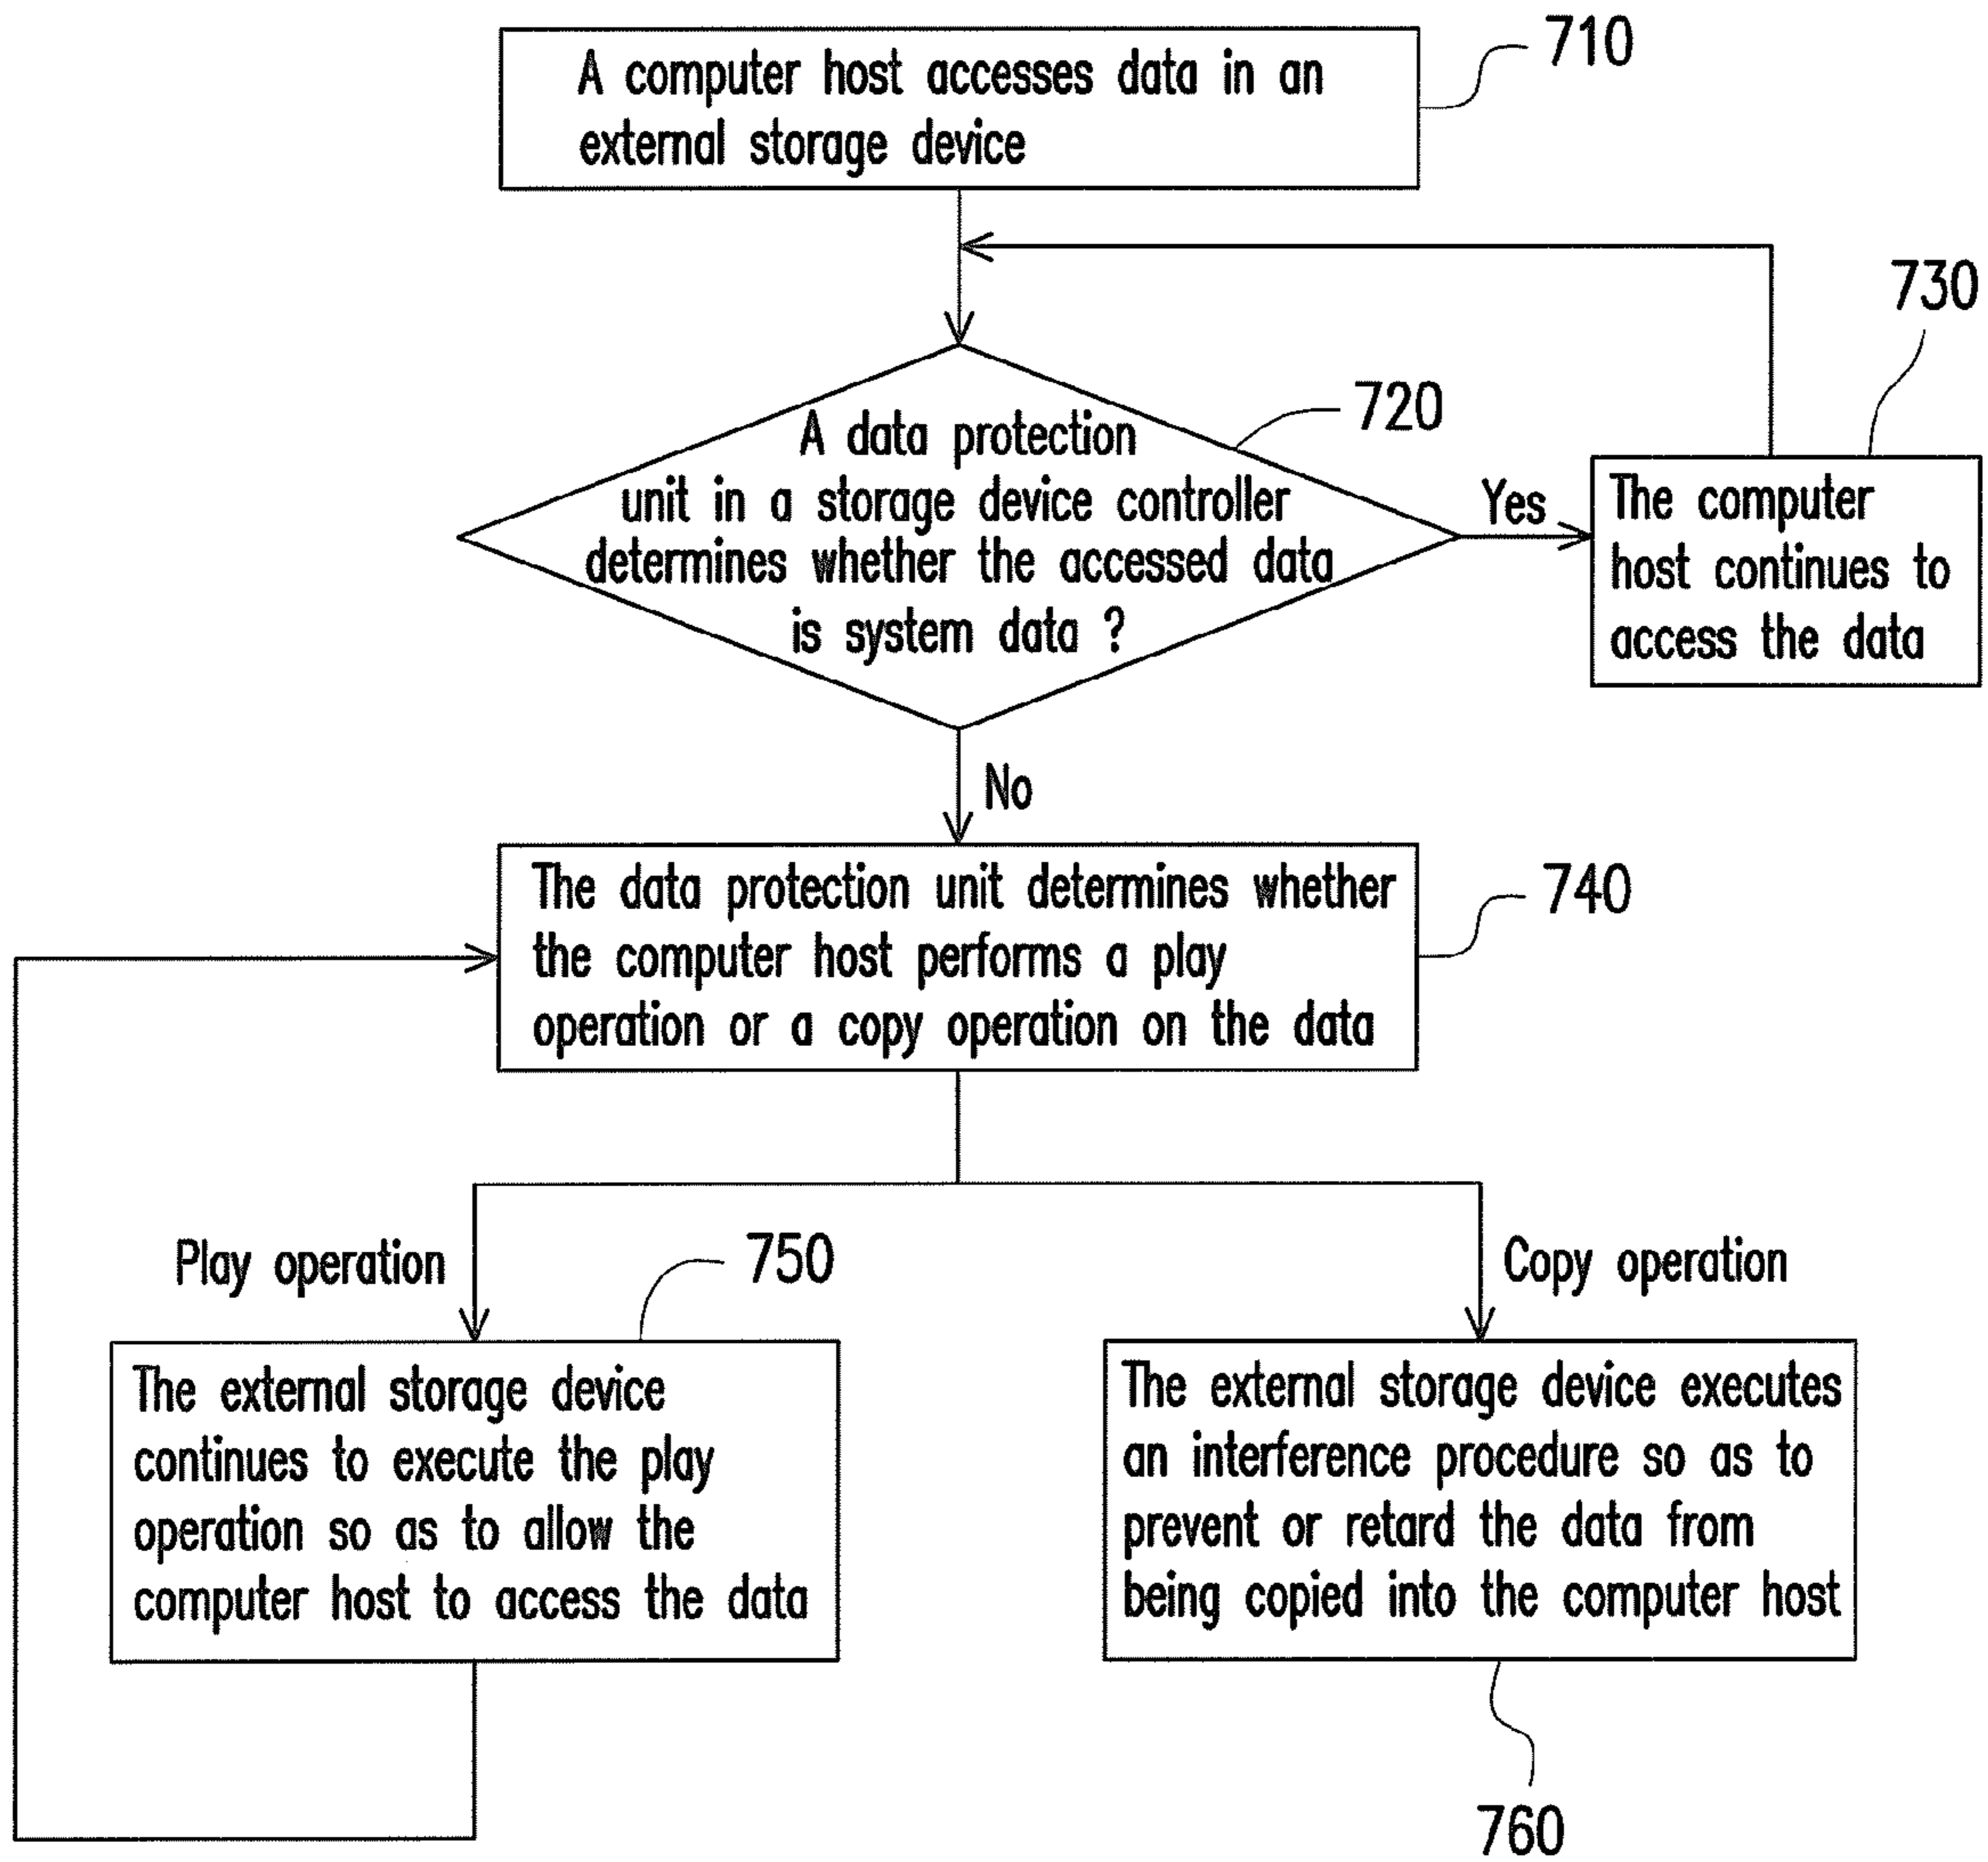 A computer host accesses data in an
external storage device
710
730
720
A data protection
unit in a storage device controller
determines whether the accessed data
is system data ?
Yes
The computer
host continues to
access the data
No
The data protection unit determines whether
the computer host performs a play
operation or a copy operation on the data
740
Play operation
750
Copy operation
The external storage device
continues to execute the play
operation so as to allow the
computer host to access the data
The external storage device executes
an interference procedure so as to
prevent or retard the data from
being copied into the computer host
760